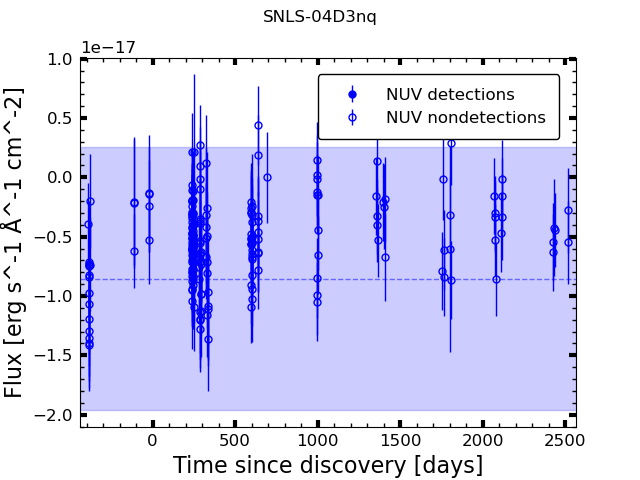 SNLS-04D3nq
1e−17
1.0
0.5
0.0
−0.5
−1.0
−1.5
−2.0
Flux [erg s^-1 Å^-1 cm^-2]
NUV detections
NUV nondetections
0 500 1000 1500 2000 2500
Time since discovery [days]